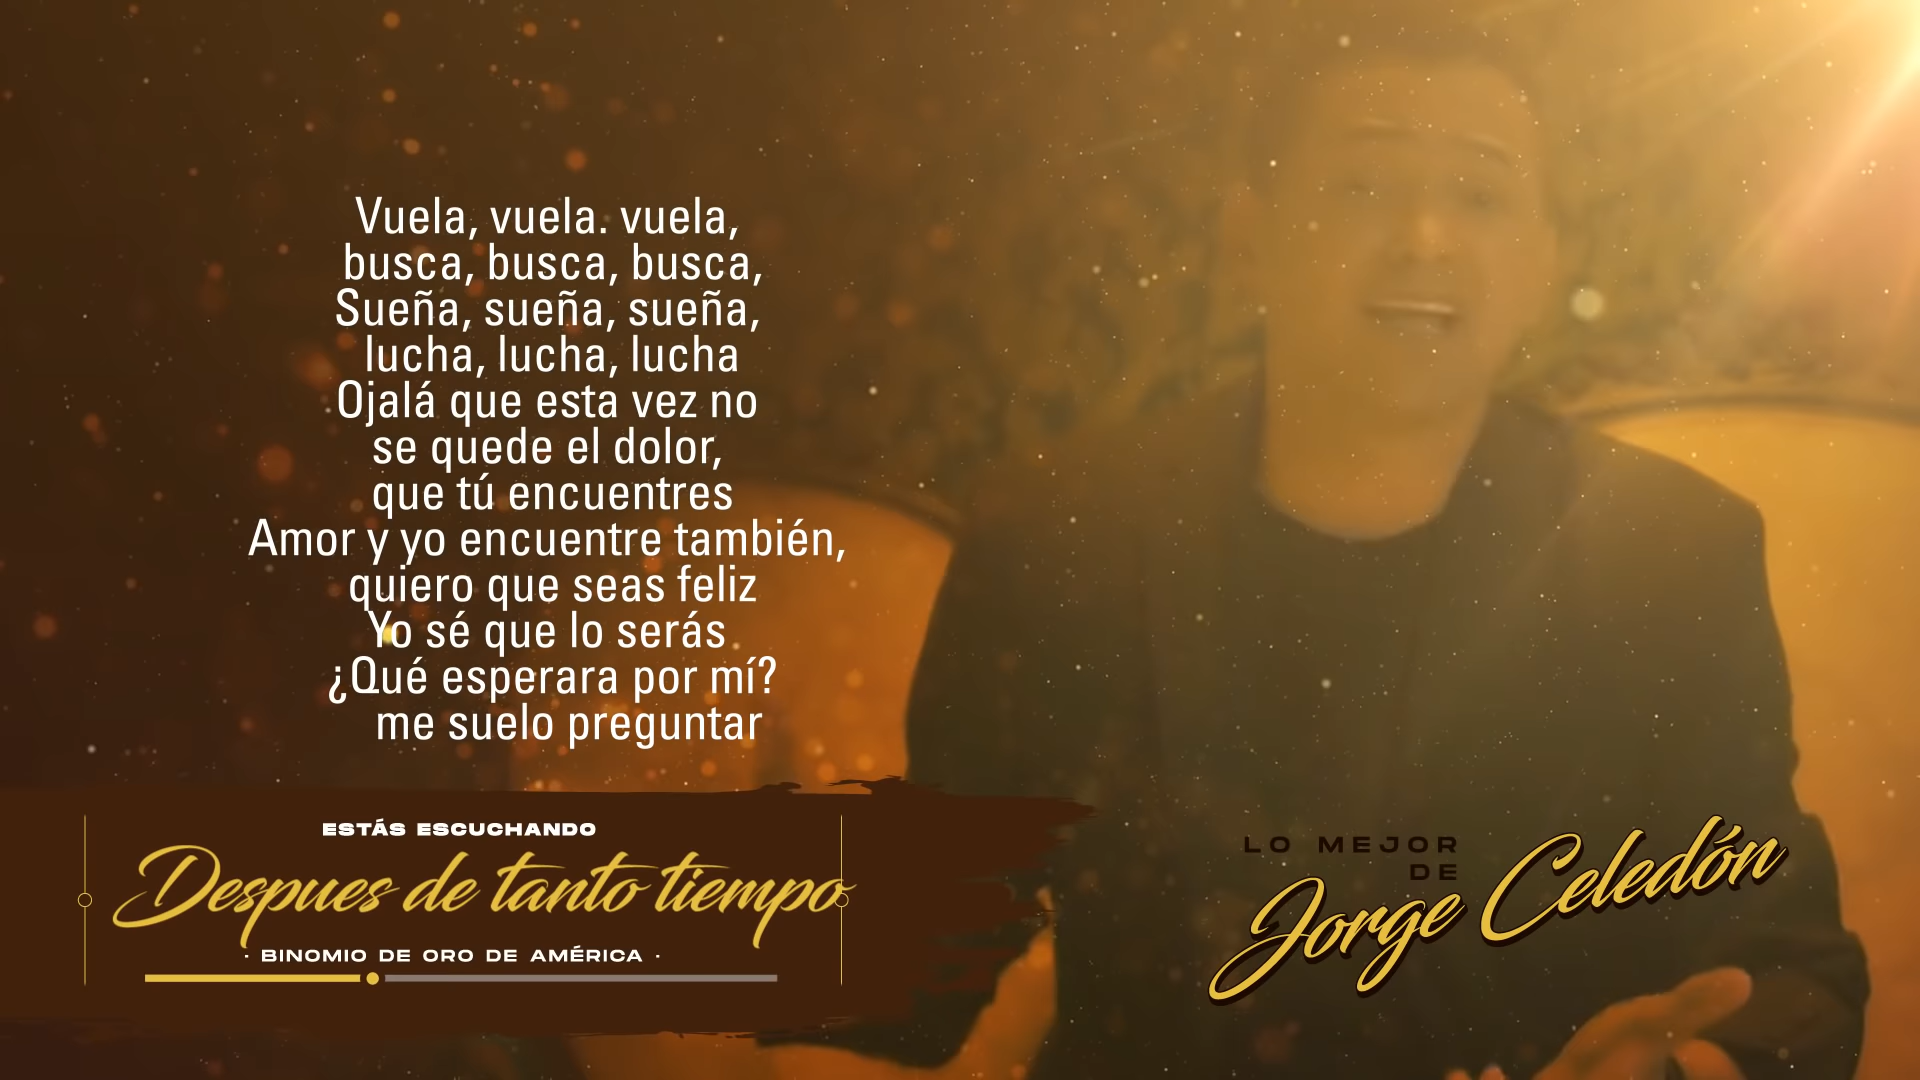 Vuela, vuela. vuela,
busca, busca, busca,
Sueña, sueña, sueña,
lucha, lucha, lucha
Ojalá que esta vez no
se quede el dolor,
que tú encuentres
Amor y yo encuentre también,
quiero que seas feliz
Yo sé que lo serás
¿Qué esperara por mí?
me suelo preguntar
ESTÁS ESCUCHANDO
Despues de tanto tiempo
· BINOMIO DE ORO DE AMÉRICA ·
LO MEJOR
DE
Jorge Celedón